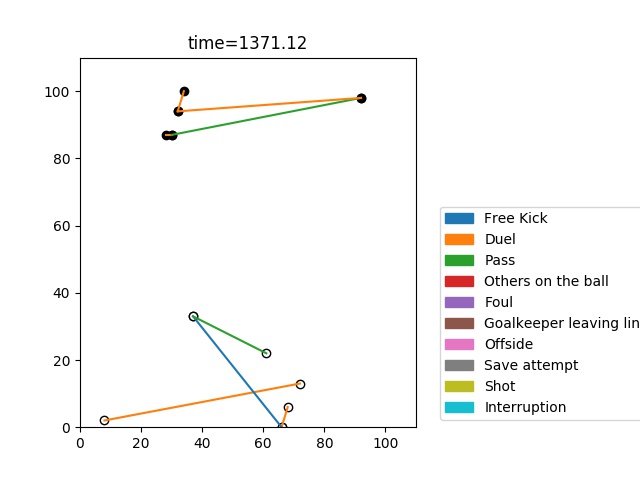 time=1371.12
100
80
60
40
20
0
0 20 40 60 80 100
Free Kick
Duel
Pass
Others on the ball
Foul
Goalkeeper leaving lin
Offside
Save attempt
Shot
Interruption